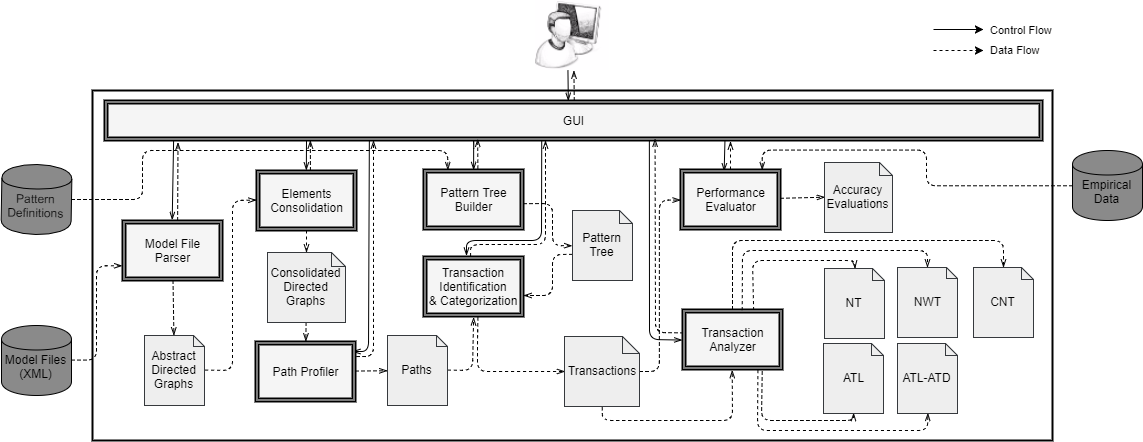 Control Flow
Data Flow
GUI
Pattern
Definitions
Elements
Consolidation
Pattern Tree
Builder
Performance
Evaluator
Accuracy
Evaluations
Empirical
Data
Model File
Parser
Consolidated
Directed
Graphs
Transaction
Identification
& Categorization
Pattern
Tree
NT
NWT
CNT
Model Files
(XML)
Abstract
Directed
Graphs
Path Profiler
Paths
Transactions
Transaction
Analyzer
ATL
ATL-ATD